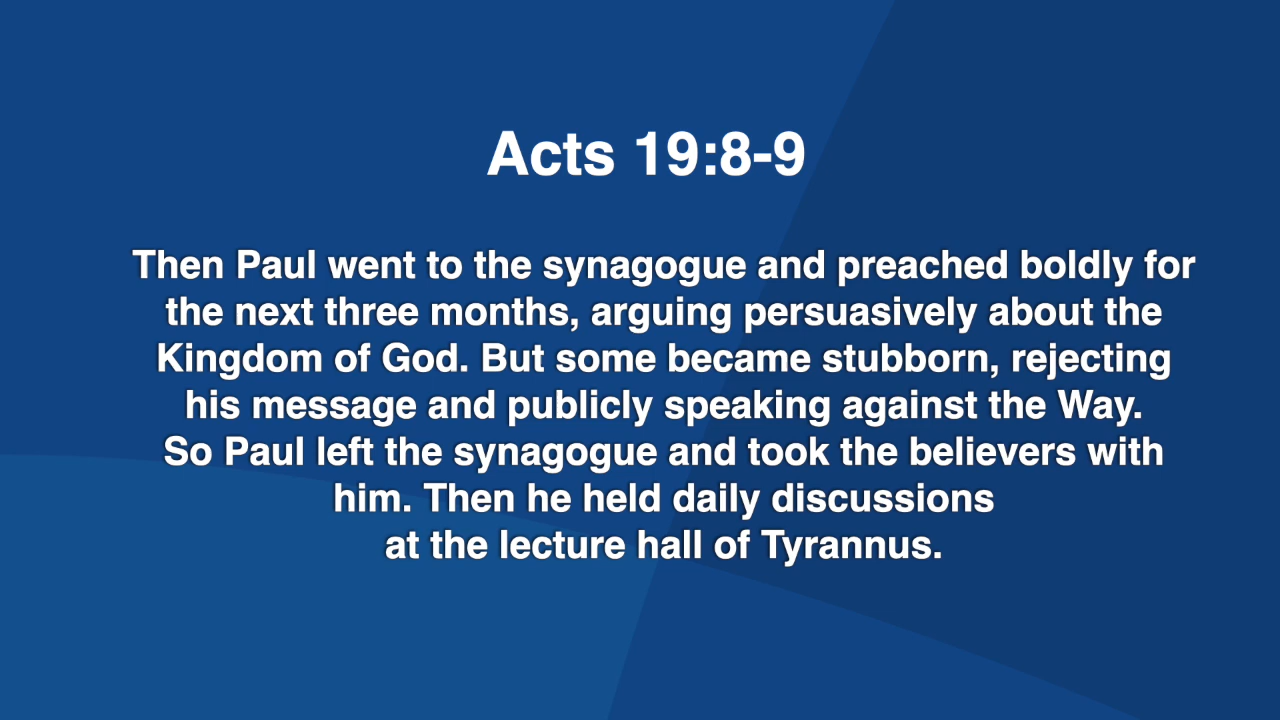 Acts 19:8-9
Then Paul went to the synagogue and preached boldly for
the next three months, arguing persuasively about the
Kingdom of God. But some became stubborn, rejecting
his message and publicly speaking against the Way.
So Paul left the synagogue and took the believers with
him. Then he held daily discussions
at the lecture hall of Tyrannus.